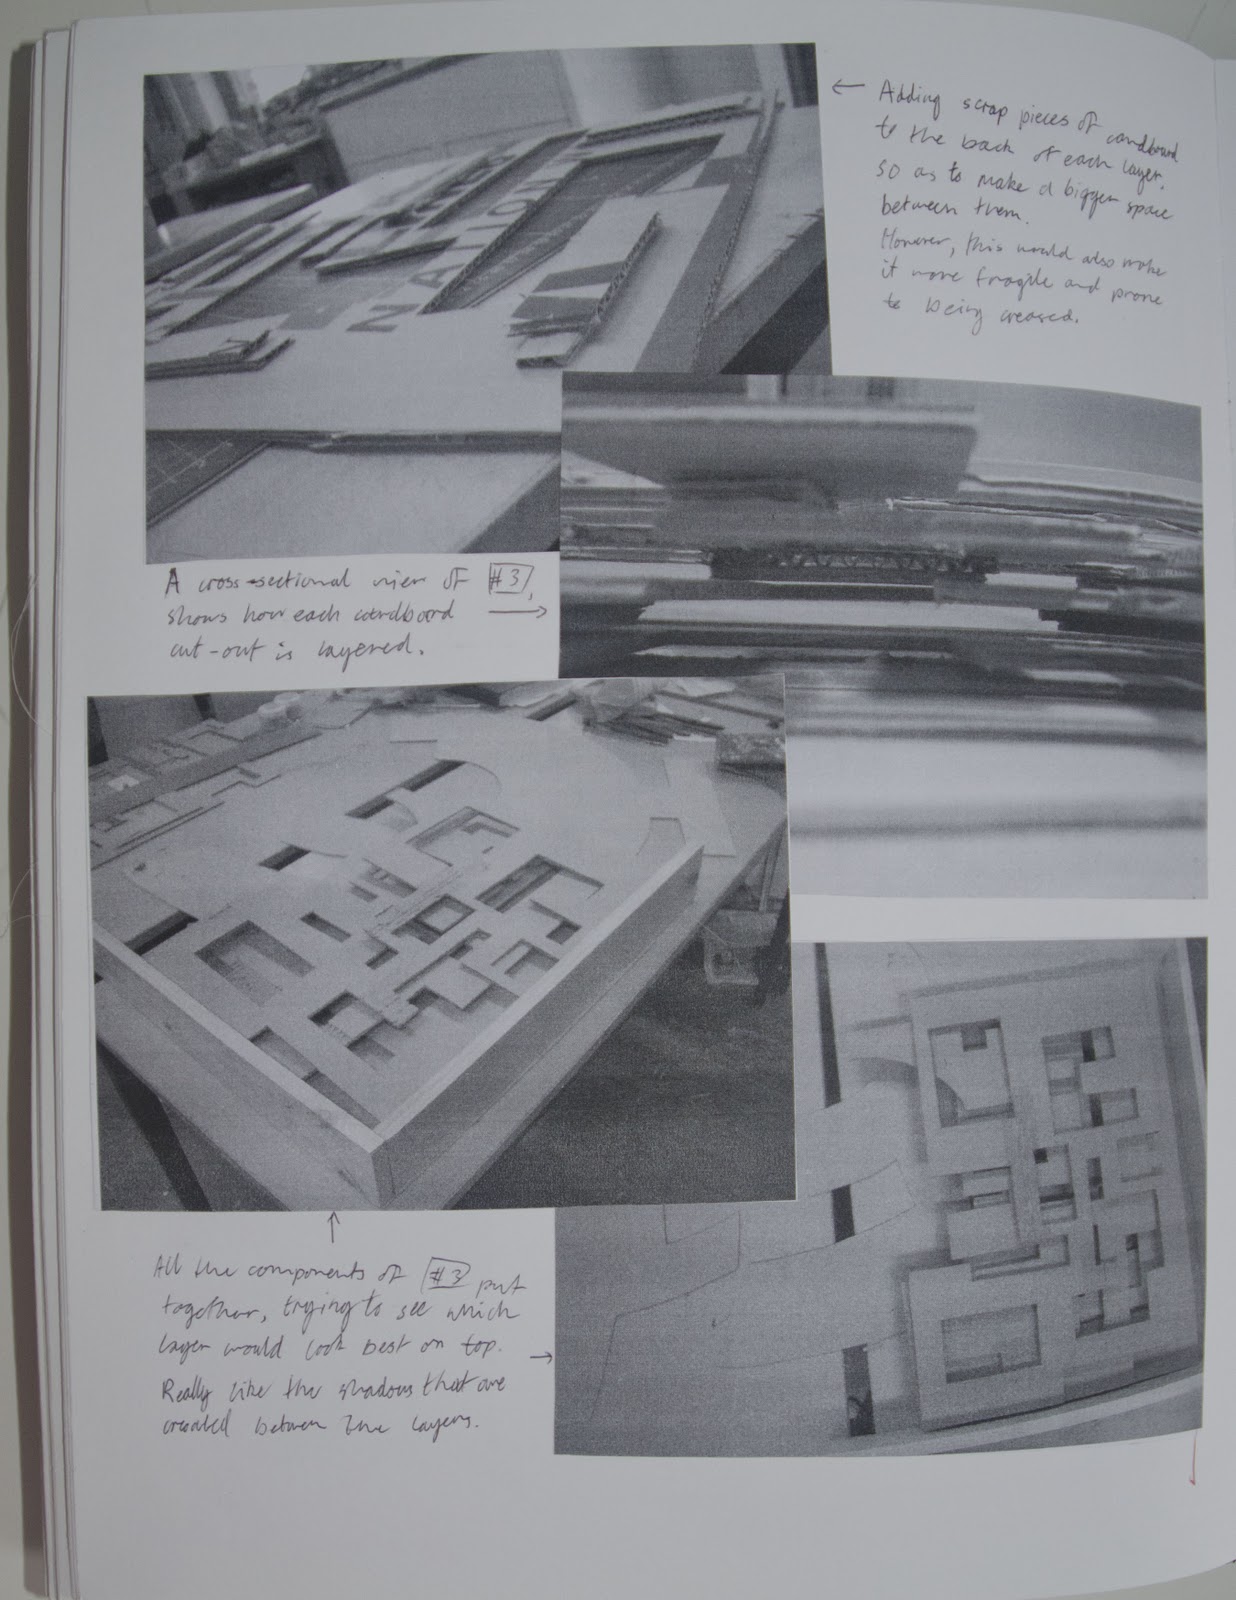 ← Adding scrap pieces of cardboard
to the back of each layer,
so as to make a bigger space
between them.
However, this would also make
it more fragile and prone
to being creased.
NATION
A cross-sectional view of #3,
shows how each cardboard →
cut-out is layered.
↑
All the components of #3 put
together, trying to see which
layer would look best on top. →
Really like the shadows that are
created between the layers.